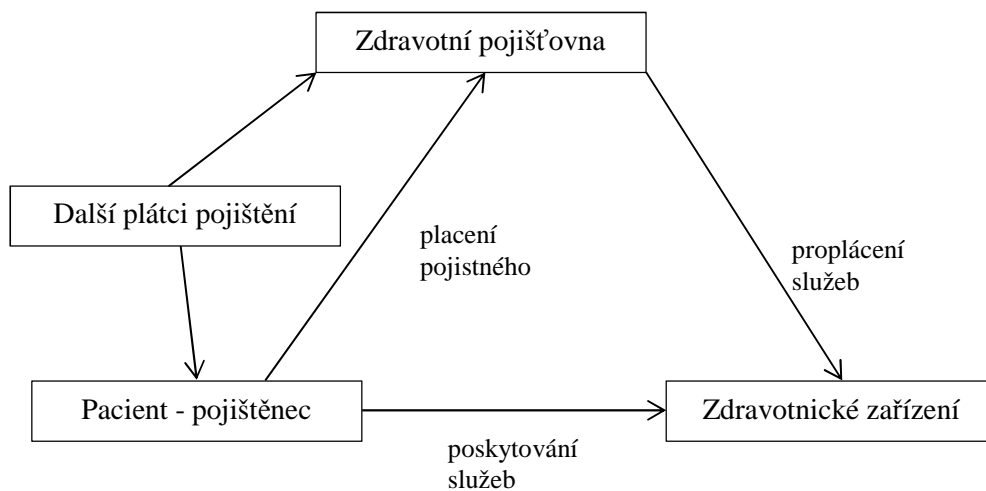 Zdravotní pojišťovna
Další plátci pojištění
placení
pojistného
proplácení
služeb
Pacient - pojištěnec
Zdravotnické zařízení
poskytování
služeb